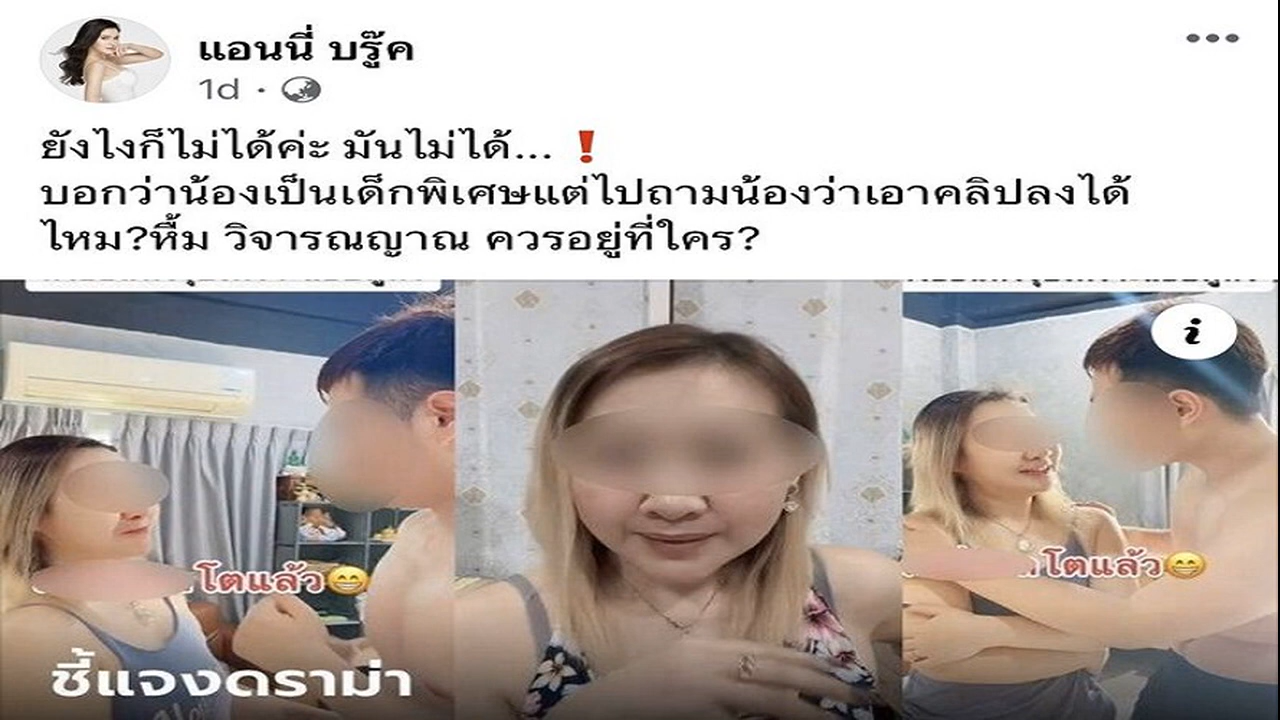 แอนนี่ บรู๊ค
1d ·
ยังไงก็ไม่ได้ค่ะ มันไม่ได้... ❗
บอกว่าน้องเป็นเด็กพิเศษแต่ไปถามน้องว่าเอาคลิปลงได้
ไหม?หื้ม วิจารณญาณ ควรอยู่ที่ใคร?
i
โตแล้ว😁
โตแล้ว😁
ชี้แจงดราม่า